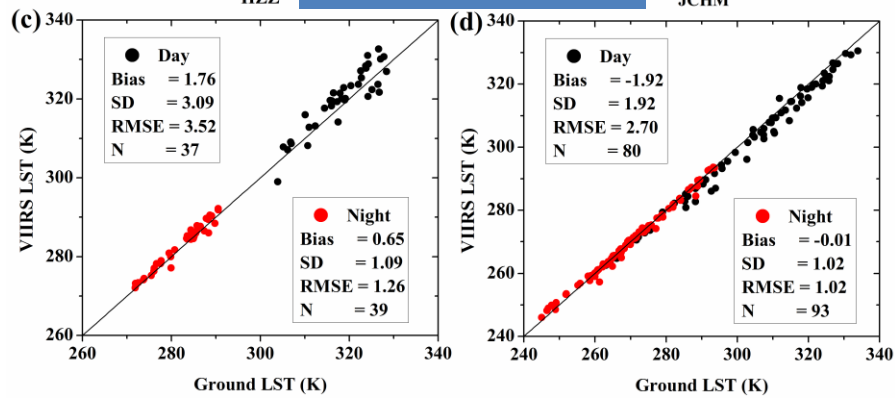 HZZ
JCHM
(c)
340
320
300
280
260
260
280
300
320
340
VIIRS LST (K)
Ground LST (K)
Day
Bias = 1.76
SD = 3.09
RMSE = 3.52
N = 37
Night
Bias = 0.65
SD = 1.09
RMSE = 1.26
N = 39
(d)
340
320
300
280
260
240
240
260
280
300
320
340
VIIRS LST (K)
Ground LST (K)
Day
Bias = -1.92
SD = 1.92
RMSE = 2.70
N = 80
Night
Bias = -0.01
SD = 1.02
RMSE = 1.02
N = 93